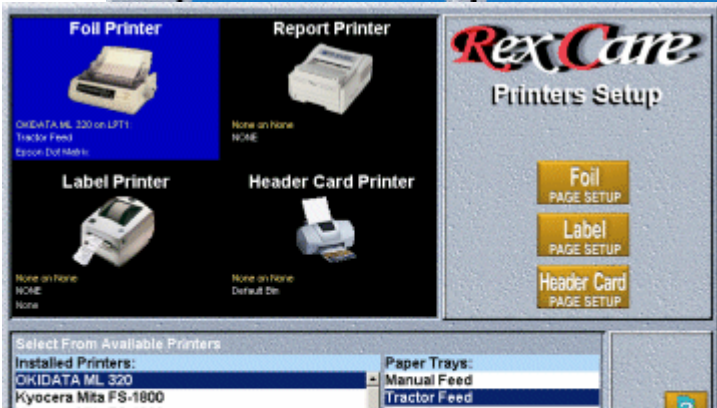 Foil Printer
OKIDATA ML 320 on LPT1:
Tractor Feed
Epson Dot Matrix
Report Printer
None on None
NONE
Label Printer
None on None
NONE
None
Header Card Printer
None on None
Default Bin
Rex Care
Printers Setup
Foil
PAGE SETUP
Label
PAGE SETUP
Header Card
PAGE SETUP
Select From Available Printers
Installed Printers:
OKIDATA ML 320
Kyocera Mita FS-1800
Paper Trays:
Manual Feed
Tractor Feed